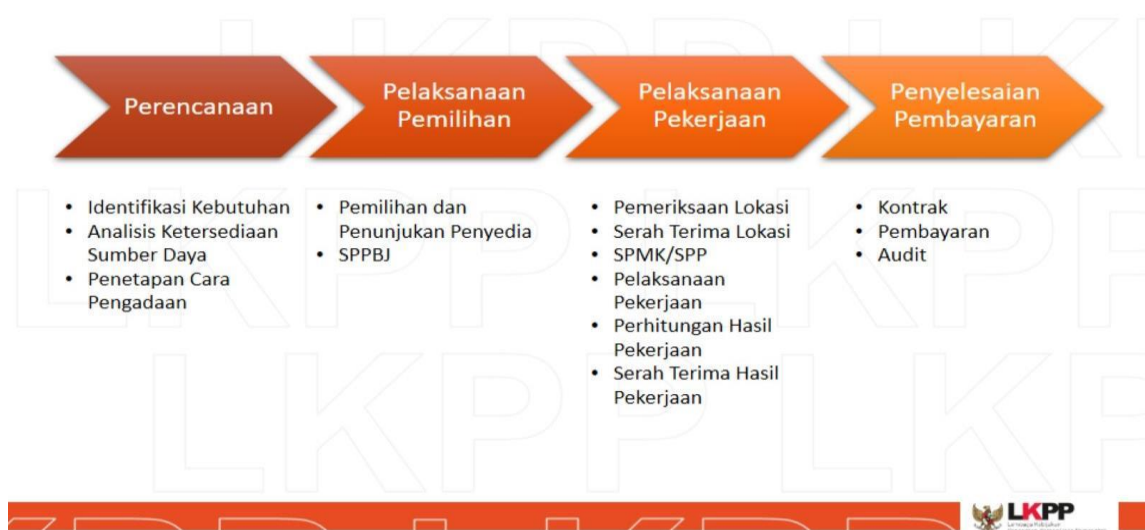 Perencanaan
Pelaksanaan
Pemilihan
Pelaksanaan
Pekerjaan
Penyelesaian
Pembayaran
• Identifikasi Kebutuhan
• Analisis Ketersediaan
Sumber Daya
• Penetapan Cara
Pengadaan
• Pemilihan dan
Penunjukan Penyedia
• SPPBJ
• Pemeriksaan Lokasi
• Serah Terima Lokasi
• SPMK/SPP
• Pelaksanaan
Pekerjaan
• Perhitungan Hasil
Pekerjaan
• Serah Terima Hasil
Pekerjaan
• Kontrak
• Pembayaran
• Audit
LKPP